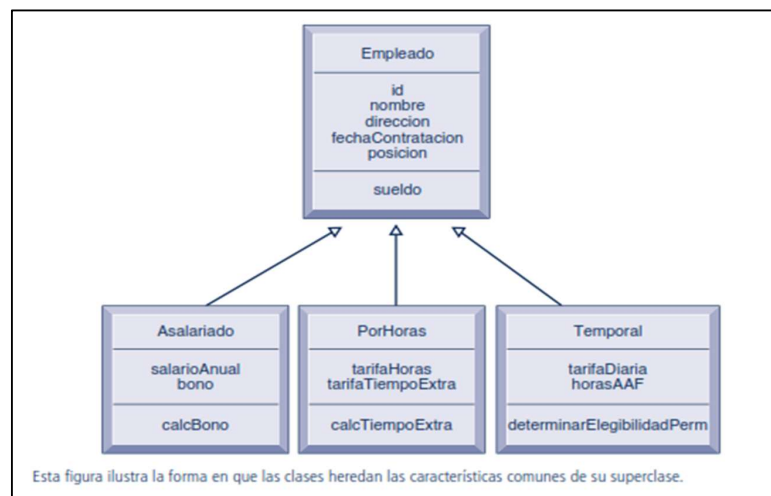 Empleado
id
nombre
direccion
fechaContratacion
posicion
sueldo
Asalariado
salarioAnual
bono
calcBono
PorHoras
tarifaHoras
tarifaTiempoExtra
calcTiempoExtra
Temporal
tarifaDiaria
horasAAF
determinarElegibilidadPerm
Esta figura ilustra la forma en que las clases heredan las características comunes de su superclase.